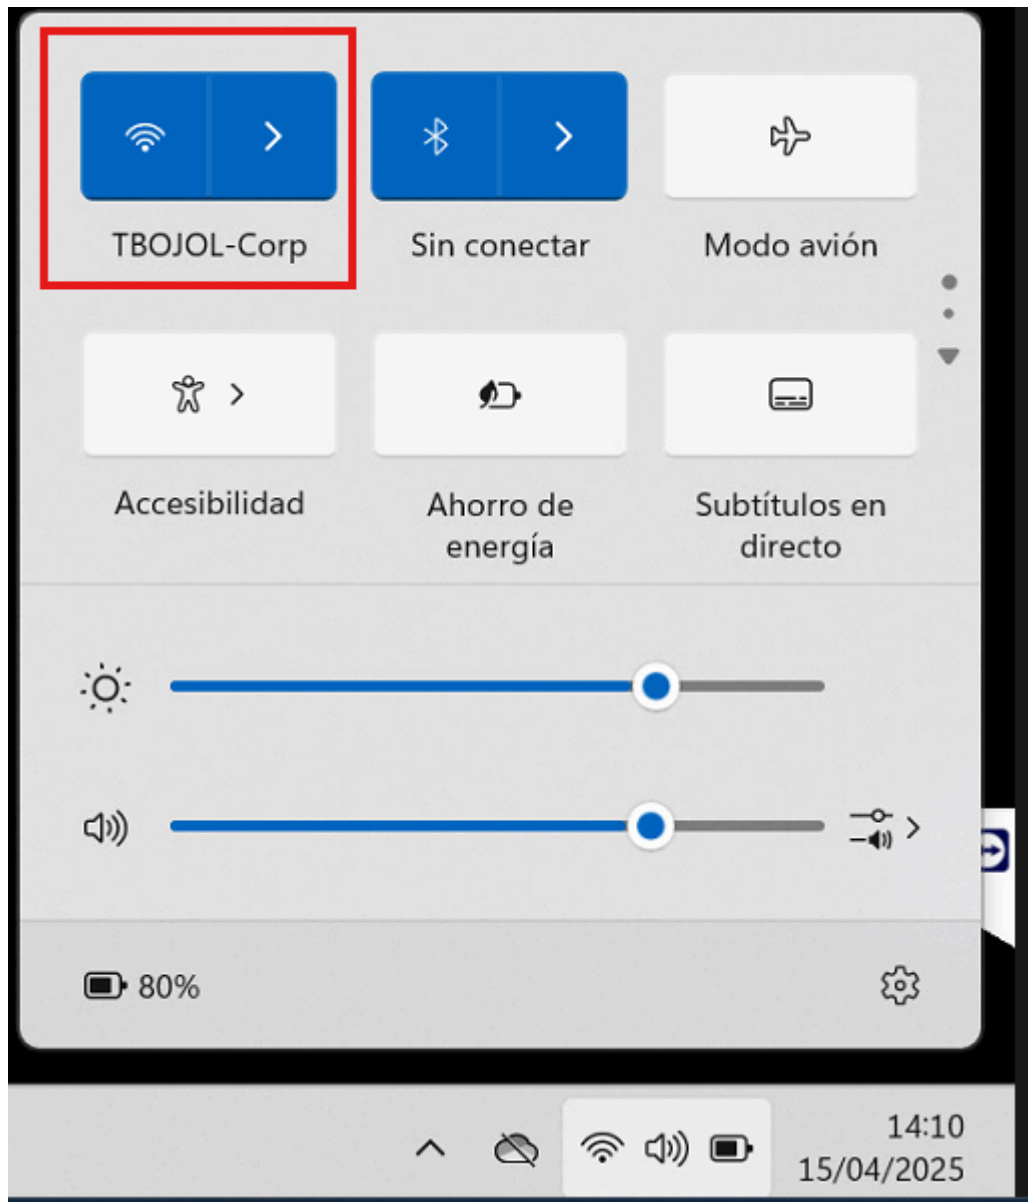 TBOJOL-Corp
Sin conectar
Modo avión
Accesibilidad
Ahorro de
energía
Subtítulos en
directo
80%
14:10
15/04/2025